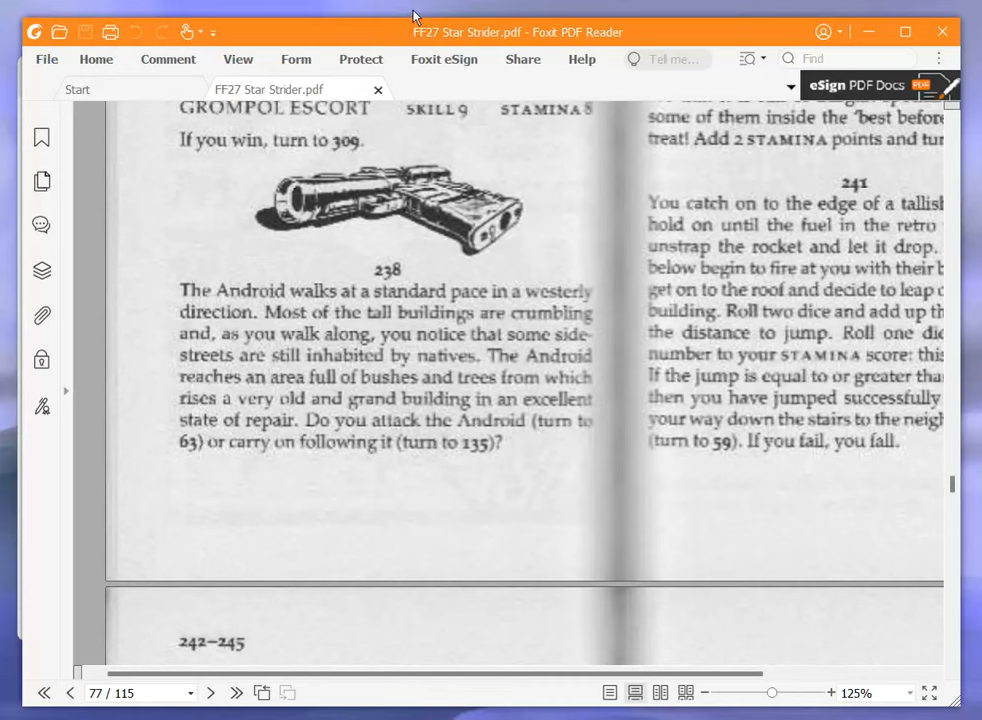 FF27 Star Strider.pdf - Foxit PDF Reader
File Home Comment View Form Protect Foxit eSign Share Help Tell me... Find
Start FF27 Star Strider.pdf eSign PDF Docs PDF
GROMPOL ESCORT SKILL 9 STAMINA 8
If you win, turn to 309.
238
The Android walks at a standard pace in a westerly
direction. Most of the tall buildings are crumbling
and, as you walk along, you notice that some side-
streets are still inhabited by natives. The Android
reaches an area full of bushes and trees from which
rises a very old and grand building in an excellent
state of repair. Do you attack the Android (turn to
63) or carry on following it (turn to 135)?
some of them inside the 'best before
treat! Add 2 STAMINA points and tur
241
You catch on to the edge of a tallish
hold on until the fuel in the retro
unstrap the rocket and let it drop.
below begin to fire at you with their b
get on to the roof and decide to leap
building. Roll two dice and add up th
the distance to jump. Roll one di
number to your STAMINA score: this
If the jump is equal to or greater tha
then you have jumped successfully
your way down the stairs to the neigh
(turn to 59). If you fail, you fall.
242–245
77 / 115 125%